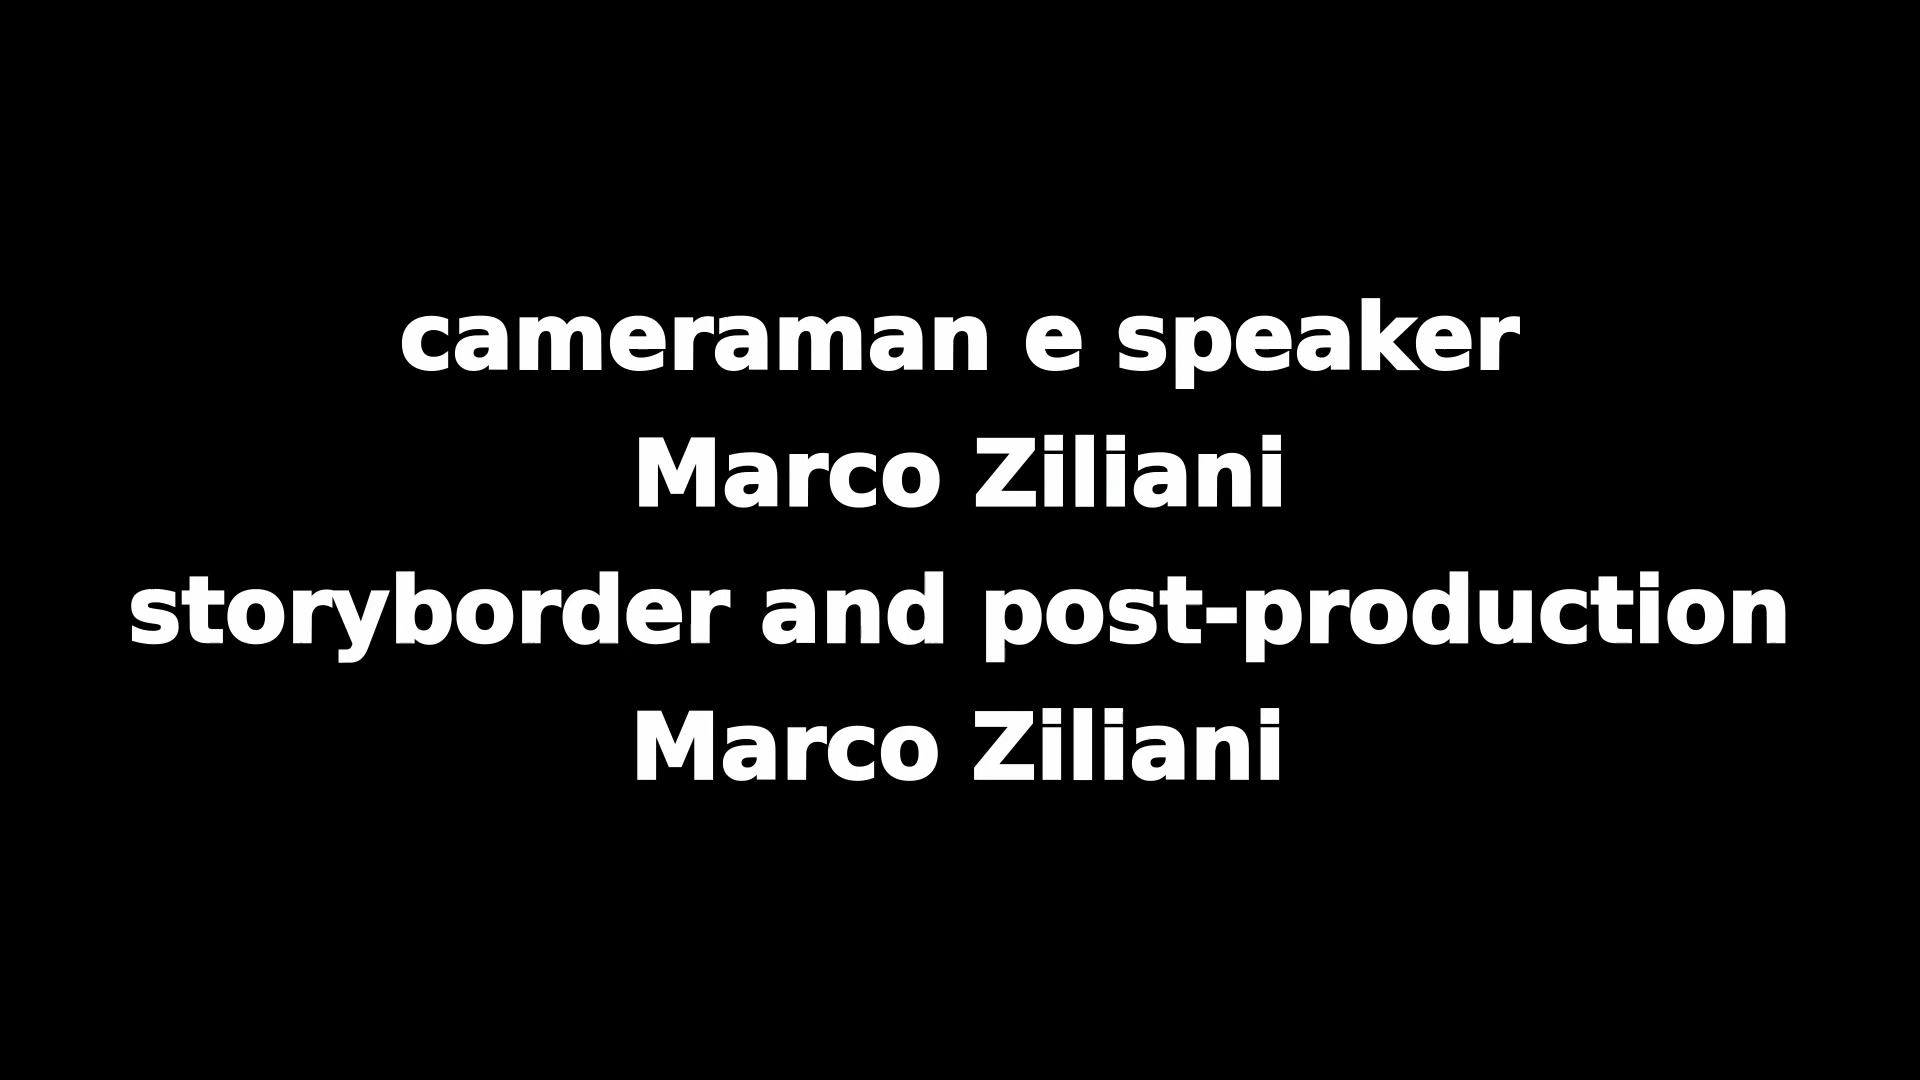 cameraman e speaker
Marco Ziliani
storyborder and post-production
Marco Ziliani